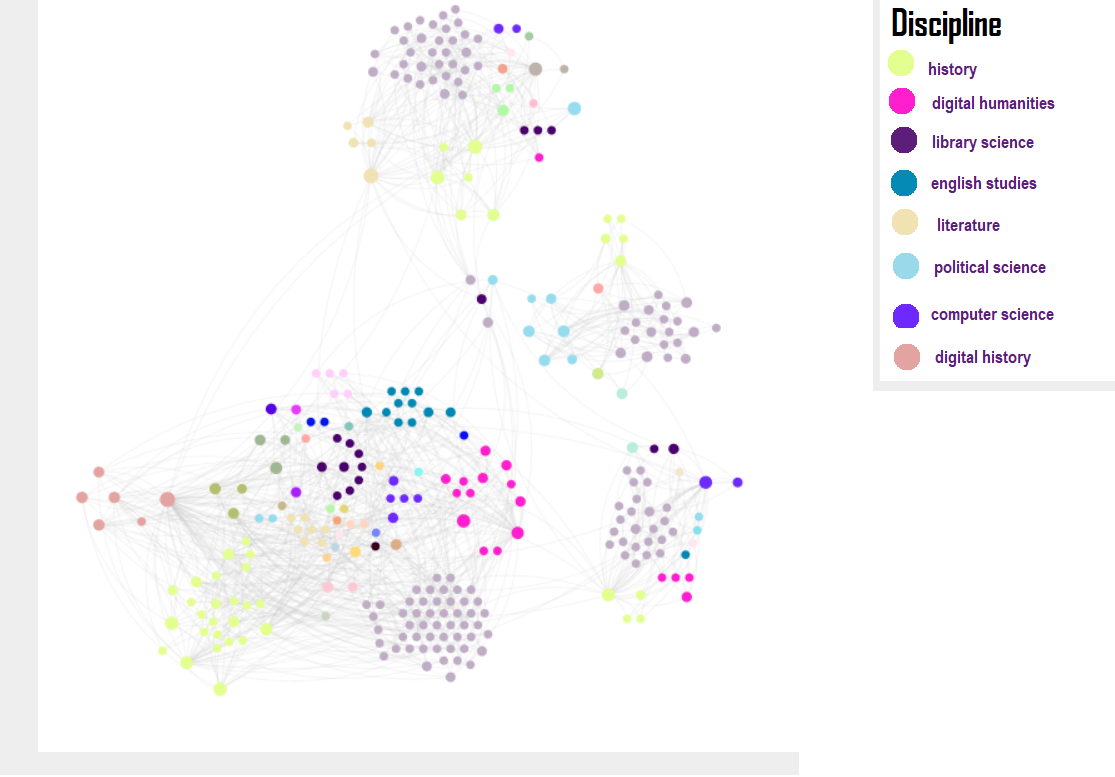 Discipline
history
digital humanities
library science
english studies
literature
political science
computer science
digital history